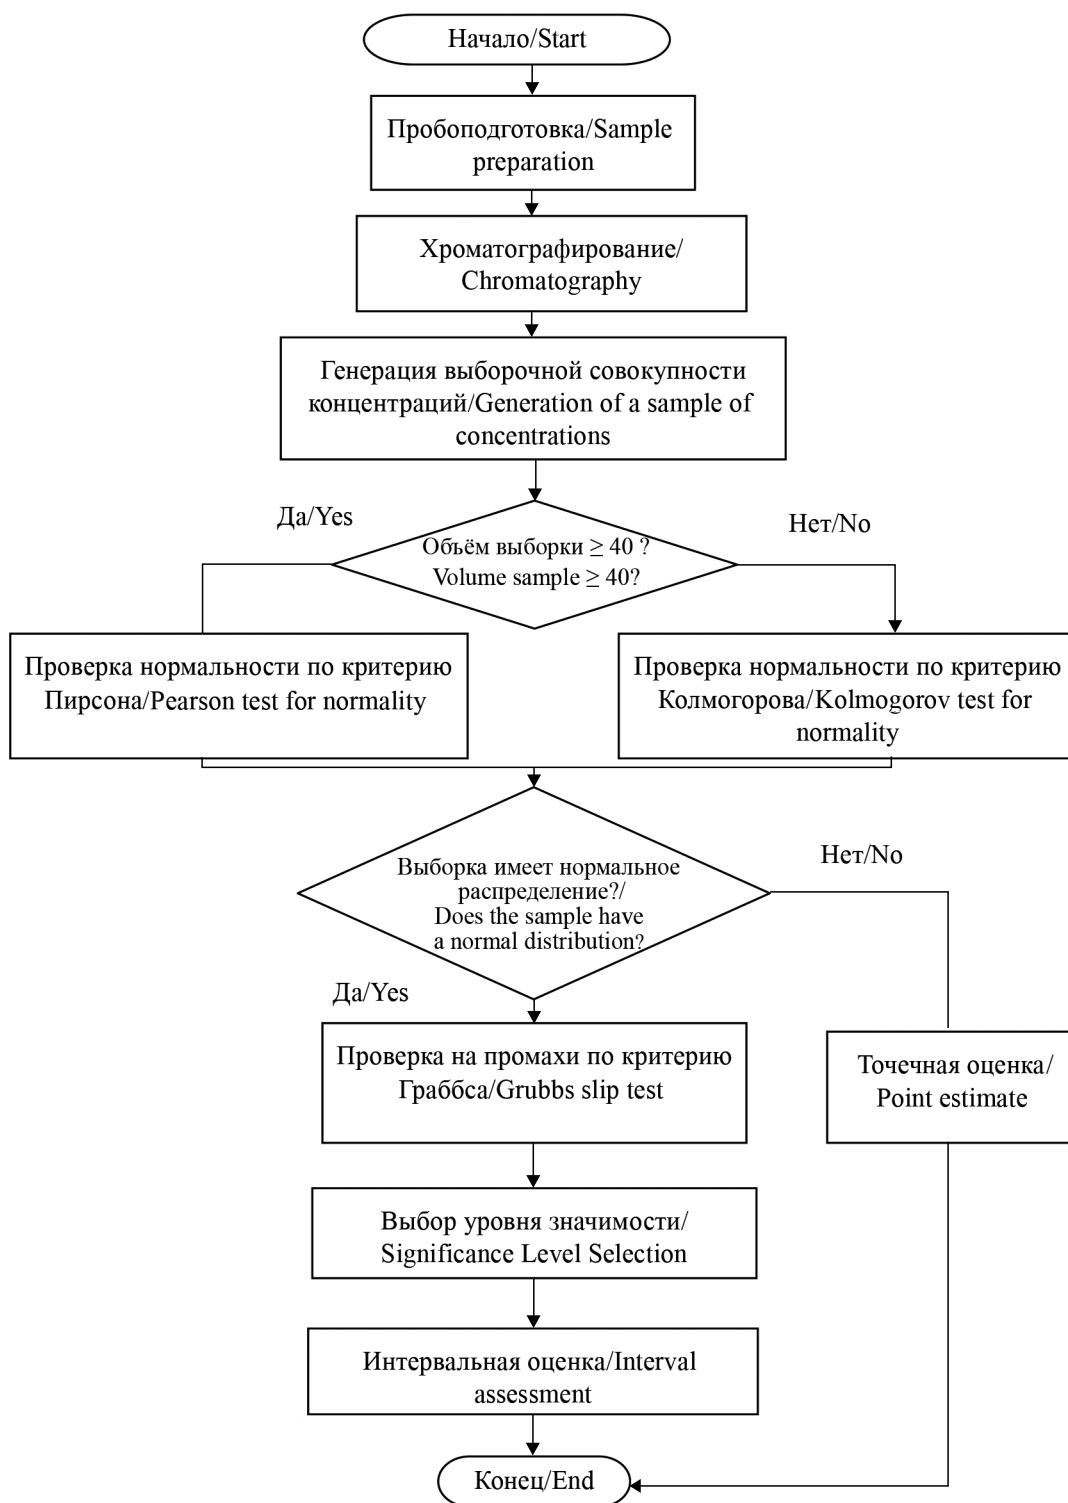 Начало/Start
Пробоподготовка/Sample
preparation
Хроматографирование/
Chromatography
Генерация выборочной совокупности
концентраций/Generation of a sample of
concentrations
Да/Yes
Нет/No
Объём выборки ≥ 40 ?
Volume sample ≥ 40?
Проверка нормальности по критерию
Пирсона/Pearson test for normality
Проверка нормальности по критерию
Колмогорова/Kolmogorov test for
normality
Выборка имеет нормальное
распределение?/
Does the sample have
a normal distribution?
Нет/No
Да/Yes
Проверка на промахи по критерию
Граббса/Grubbs slip test
Точечная оценка/
Point estimate
Выбор уровня значимости/
Significance Level Selection
Интервальная оценка/Interval
assessment
Конец/End